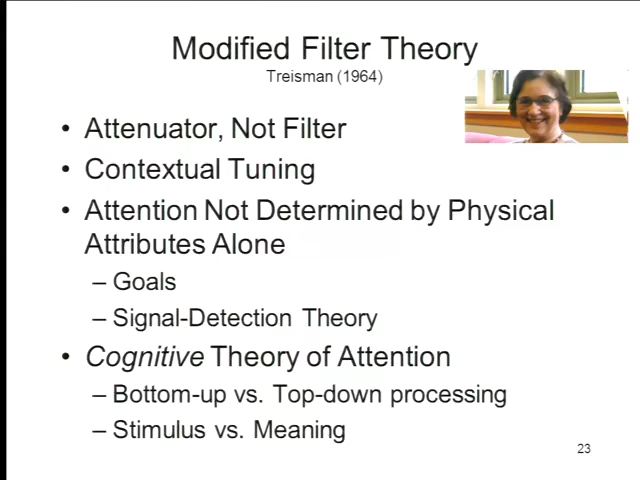 Modified Filter Theory
Treisman (1964)
• Attenuator, Not Filter
• Contextual Tuning
• Attention Not Determined by Physical
Attributes Alone
– Goals
– Signal-Detection Theory
• Cognitive Theory of Attention
– Bottom-up vs. Top-down processing
– Stimulus vs. Meaning
23